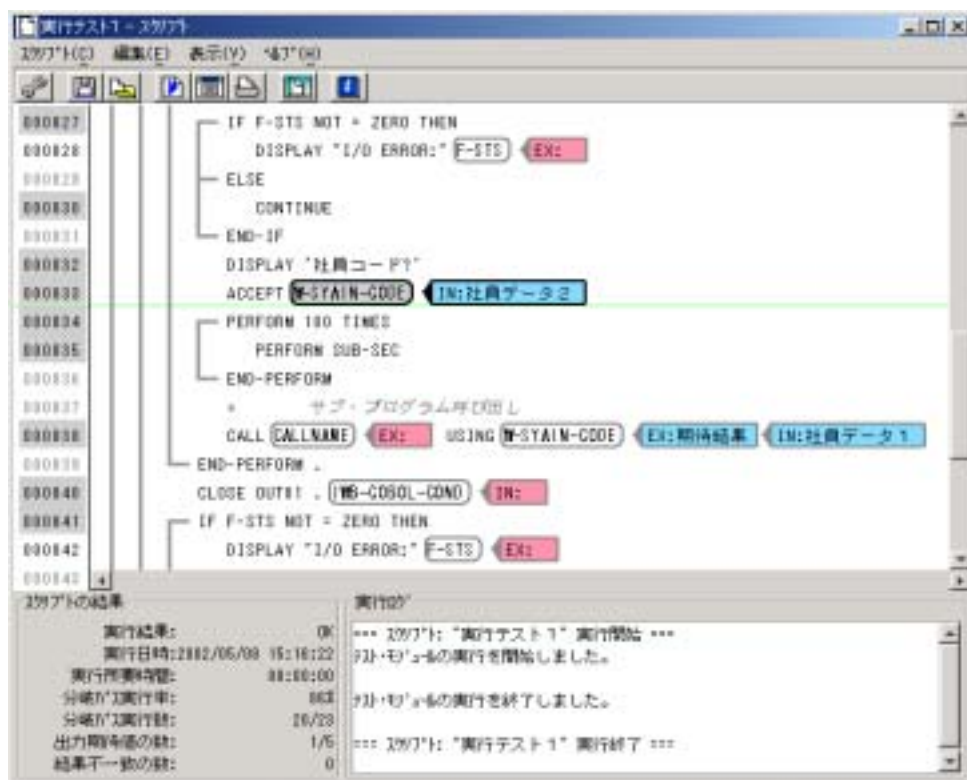 実行テスト1 - スクリプト
スクリプト(C) 編集(E) 表示(V) ヘルプ(H)
000827 IF F-STS NOT = ZERO THEN
000828 DISPLAY "I/O ERROR:" F-STS EX:
000829 ELSE
000830 CONTINUE
000831 END-IF
000832 DISPLAY "社員コード?"
000833 ACCEPT W-SYAIN-CODE IN:社員データ2
000834 PERFORM 100 TIMES
000835 PERFORM SUB-SEC
000836 END-PERFORM
000837 * サブ・プログラム呼び出し
000838 CALL CALLNAME EX: USING W-SYAIN-CODE EX:期待結果 IN:社員データ1
000839 END-PERFORM .
000840 CLOSE OUT01 . IWB-COBOL-COND IN:
000841 IF F-STS NOT = ZERO THEN
000842 DISPLAY "I/O ERROR:" F-STS EX:
000843
スクリプトの結果
実行結果: OK
実行日時:2002/05/08 15:16:22
実行所要時間: 00:00:00
分岐パス実行率: 86%
分岐パス実行数: 20/23
出力期待値の数: 1/5
結果不一致の数: 0
実行ログ
=== スクリプト: "実行テスト1" 実行開始 ===
テスト・モジュールの実行を開始しました。
テスト・モジュールの実行を終了しました。
=== スクリプト: "実行テスト1" 実行終了 ===